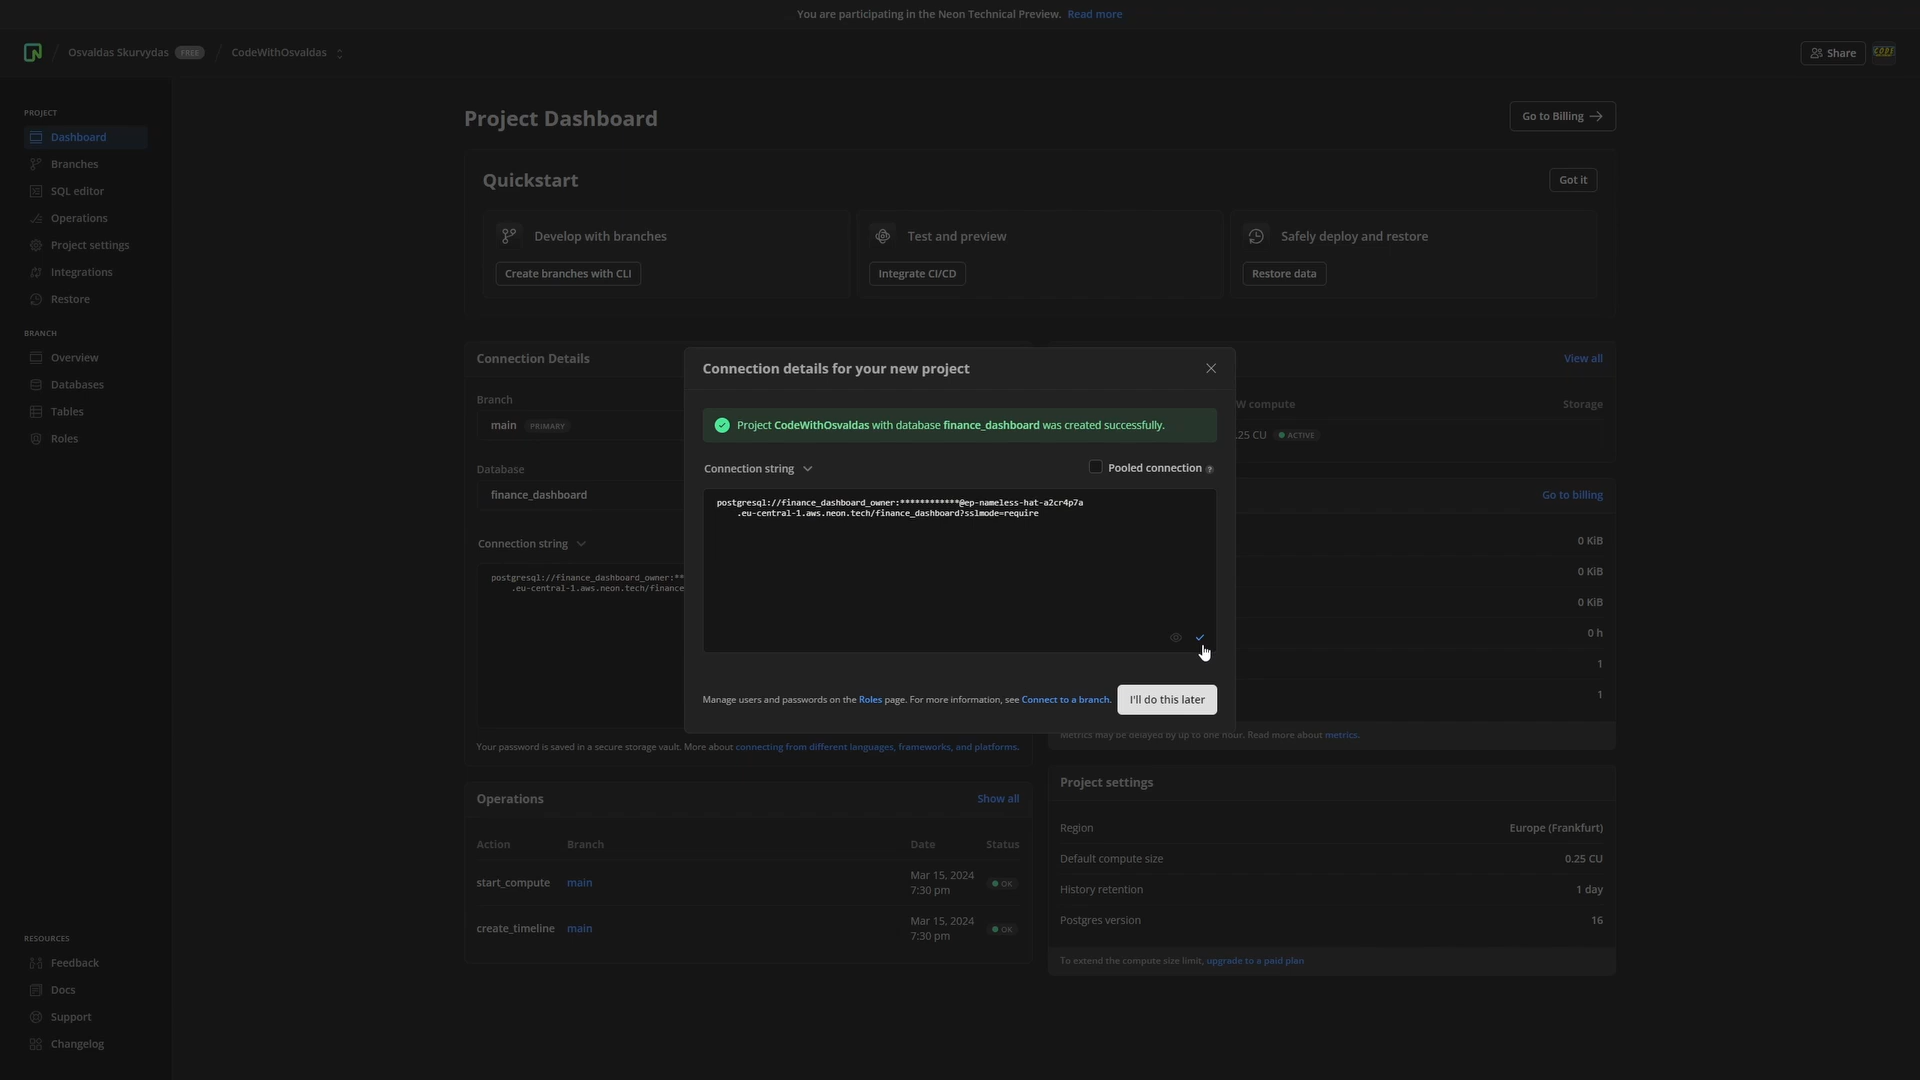 You are participating in the Neon Technical Preview. Read more
/ Osvaldas Skurvydas FREE / CodeWithOsvaldas
Share
CODE
PROJECT
Dashboard
Branches
SQL editor
Operations
Project settings
Integrations
Restore
BRANCH
Overview
Databases
Tables
Roles
RESOURCES
Feedback
Docs
Support
Changelog
Project Dashboard
Go to Billing
Quickstart
Got it
Develop with branches
Create branches with CLI
Test and preview
Integrate CI/CD
Safely deploy and restore
Restore data
Connection Details
Branch
main PRIMARY
Database
finance_dashboard
Connection string
postgresql://finance_dashboard_owner:**
.eu-central-1.aws.neon.tech/finance
Your password is saved in a secure storage vault. More about connecting from different languages, frameworks, and platforms.
Connection details for your new project
Project CodeWithOsvaldas with database finance_dashboard was created successfully.
Connection string
Pooled connection ?
postgresql://finance_dashboard_owner:************@ep-nameless-hat-a2cr4p7a
.eu-central-1.aws.neon.tech/finance_dashboard?sslmode=require
Manage users and passwords on the Roles page. For more information, see Connect to a branch.
I'll do this later
View all
W compute Storage
.25 CU ACTIVE
Go to billing
0 KiB
0 KiB
0 KiB
0 h
1
1
Metrics may be delayed by up to one hour. Read more about metrics.
Operations
Show all
Action Branch Date Status
start_compute main Mar 15, 2024 7:30 pm OK
create_timeline main Mar 15, 2024 7:30 pm OK
Project settings
Region Europe (Frankfurt)
Default compute size 0.25 CU
History retention 1 day
Postgres version 16
To extend the compute size limit, upgrade to a paid plan